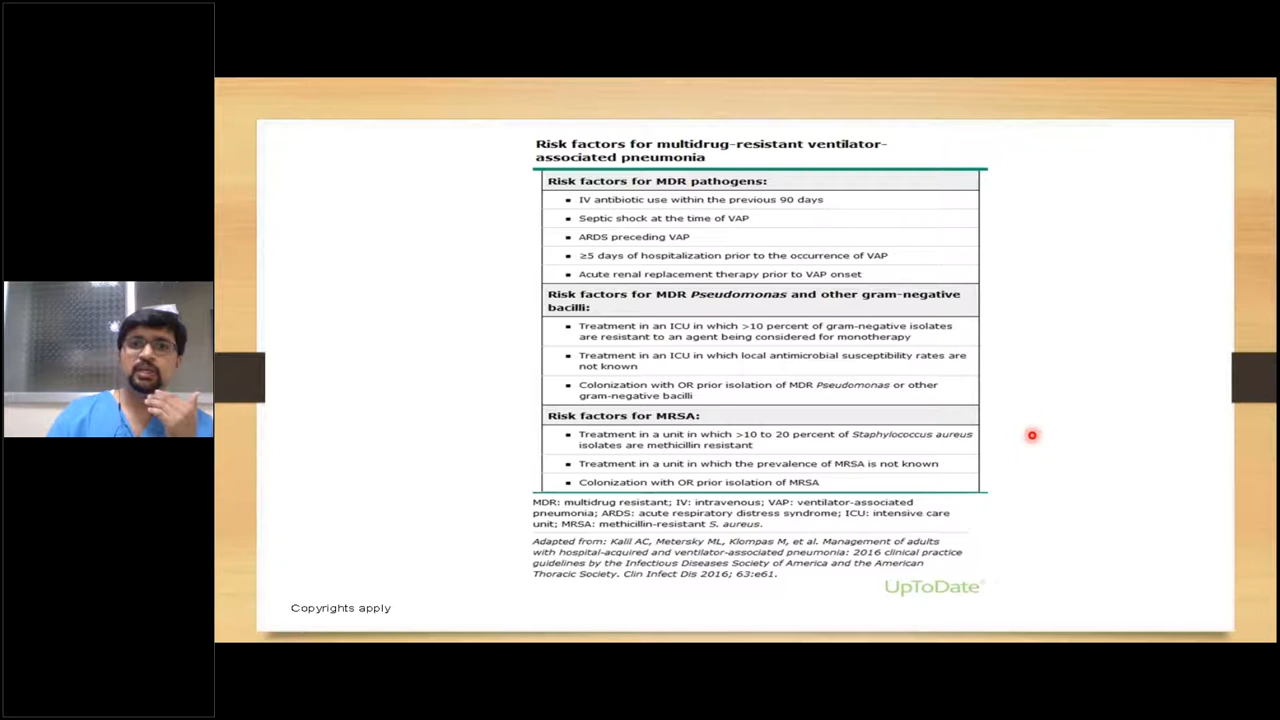 Risk factors for multidrug-resistant ventilator-
associated pneumonia
Risk factors for MDR pathogens:
▪ IV antibiotic use within the previous 90 days
▪ Septic shock at the time of VAP
▪ ARDS preceding VAP
▪ ≥5 days of hospitalization prior to the occurrence of VAP
▪ Acute renal replacement therapy prior to VAP onset
Risk factors for MDR Pseudomonas and other gram-negative
bacilli:
▪ Treatment in an ICU in which >10 percent of gram-negative isolates
are resistant to an agent being considered for monotherapy
▪ Treatment in an ICU in which local antimicrobial susceptibility rates are
not known
▪ Colonization with OR prior isolation of MDR Pseudomonas or other
gram-negative bacilli
Risk factors for MRSA:
▪ Treatment in a unit in which >10 to 20 percent of Staphylococcus aureus
isolates are methicillin resistant
▪ Treatment in a unit in which the prevalence of MRSA is not known
▪ Colonization with OR prior isolation of MRSA
MDR: multidrug resistant; IV: intravenous; VAP: ventilator-associated
pneumonia; ARDS: acute respiratory distress syndrome; ICU: intensive care
unit; MRSA: methicillin-resistant S. aureus.
Adapted from: Kalil AC, Metersky ML, Klompas M, et al. Management of adults
with hospital-acquired and ventilator-associated pneumonia: 2016 clinical practice
guidelines by the Infectious Diseases Society of America and the American
Thoracic Society. Clin Infect Dis 2016; 63:e61.
UpToDate®
Copyrights apply